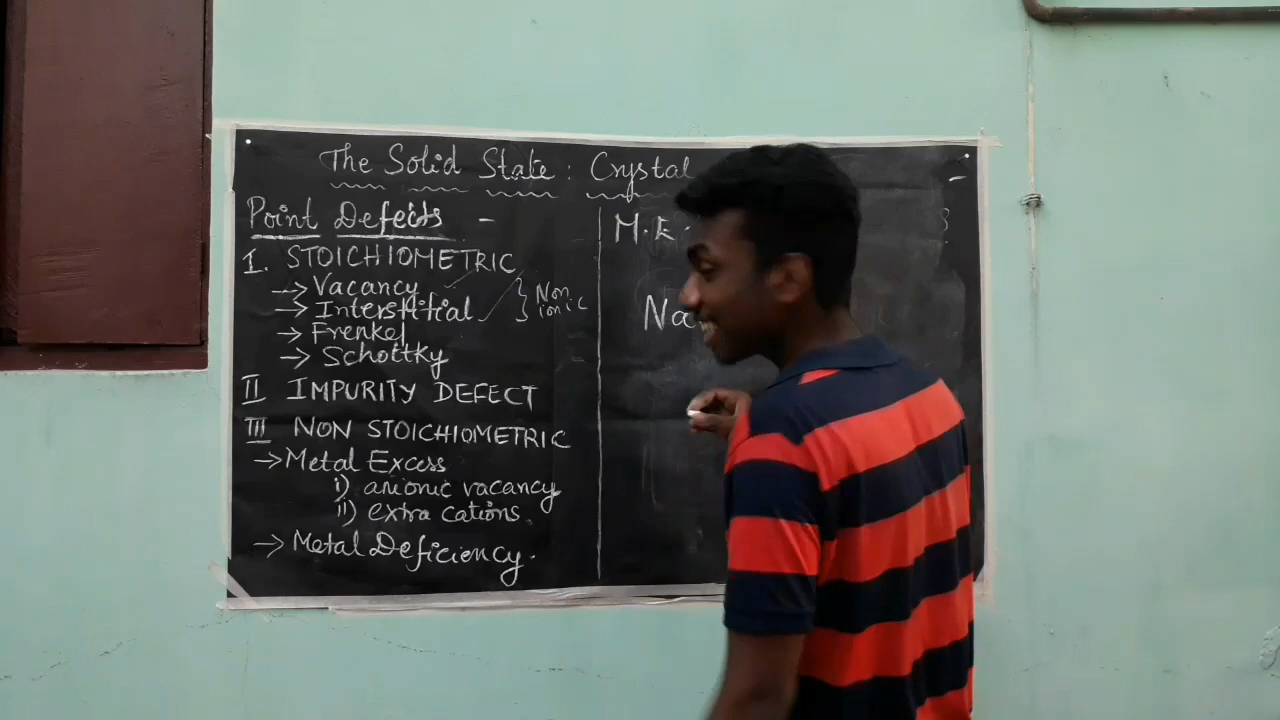 The Solid State : Crystal
Point Defects -
I. STOICHIOMETRIC
→ Vacancy
→ Interstitial } Non ionic
→ Frenkel
→ Schottky
II IMPURITY DEFECT
III NON STOICHIOMETRIC
→ Metal Excess
i) anionic vacancy
ii) extra cations.
→ Metal Deficiency.
M.E.
Na